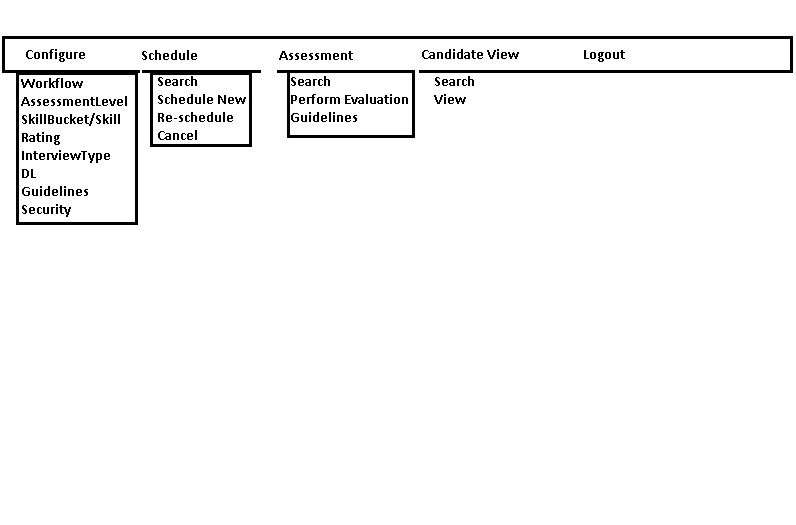 Configure Schedule Assessment Candidate View Logout
Workflow
AssessmentLevel
SkillBucket/Skill
Rating
InterviewType
DL
Guidelines
Security
Search
Schedule New
Re-schedule
Cancel
Search
Perform Evaluation
Guidelines
Search
View